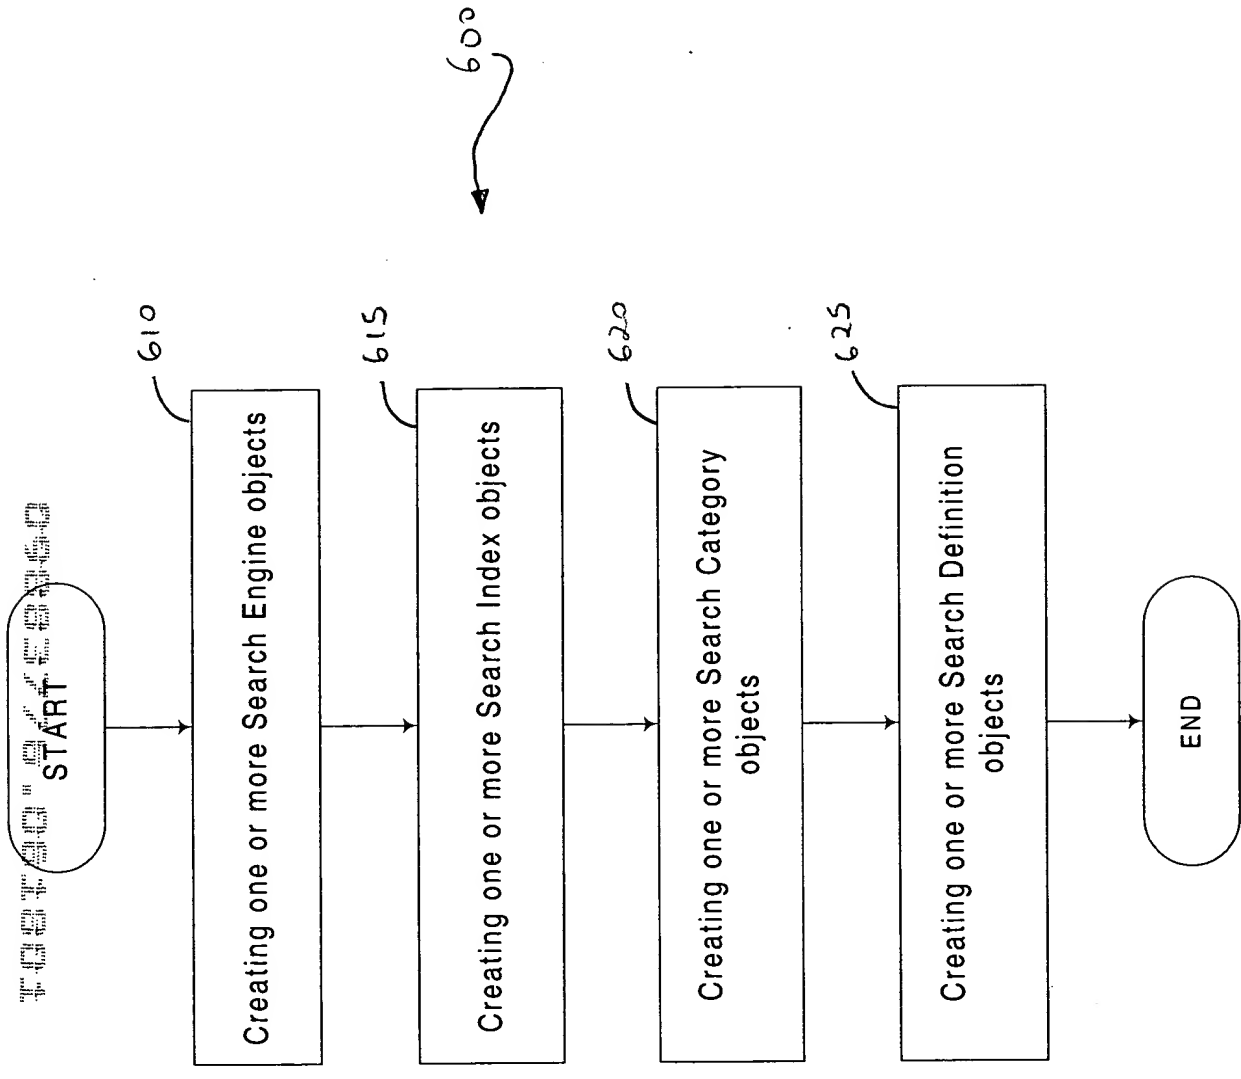 START
610
Creating one or more Search Engine objects
615
Creating one or more Search Index objects
620
Creating one or more Search Category
objects
625
Creating one or more Search Definition
objects
END
600